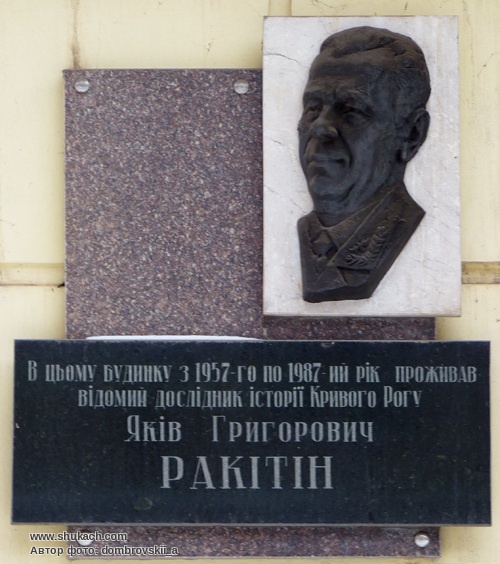 В цьому будинку з 1957-го по 1987-ий рік проживав
відомий дослідник історії Кривого Рогу
Яків Григорович
РАКІТІН
www.shukach.com
Автор фото: dombrovskii_a